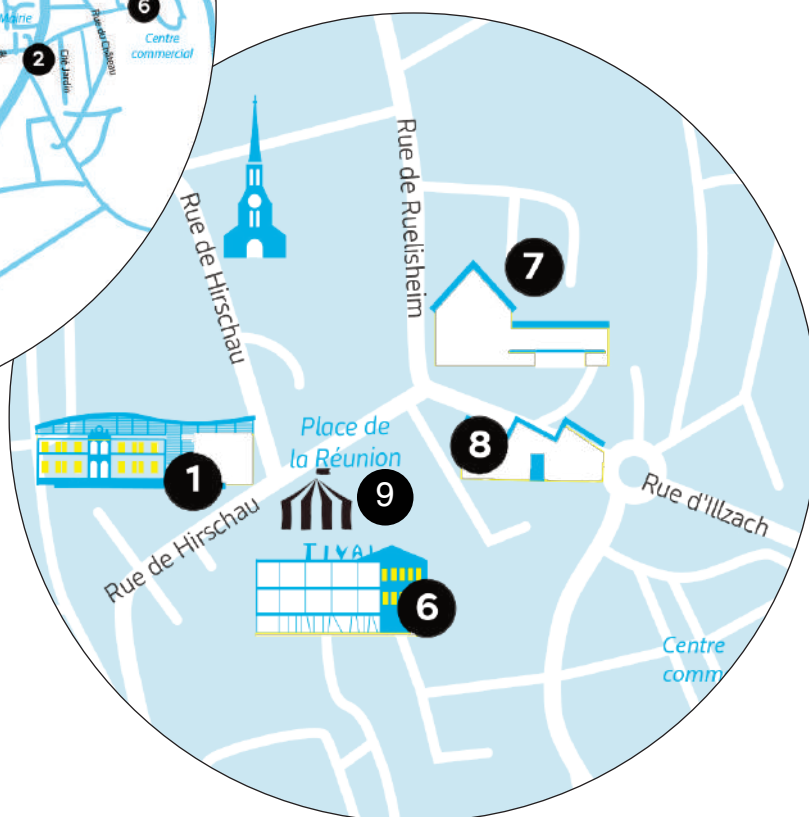 Mairie
6
Centre
commercial
2
Rue du Château
Cité Jardin
Rue de Ruelisheim
Rue de Hirschau
7
Place de
la Réunion
8
1
9
Rue de Hirschau
Rue d'Illzach
TIVAL
6
Centre
comm